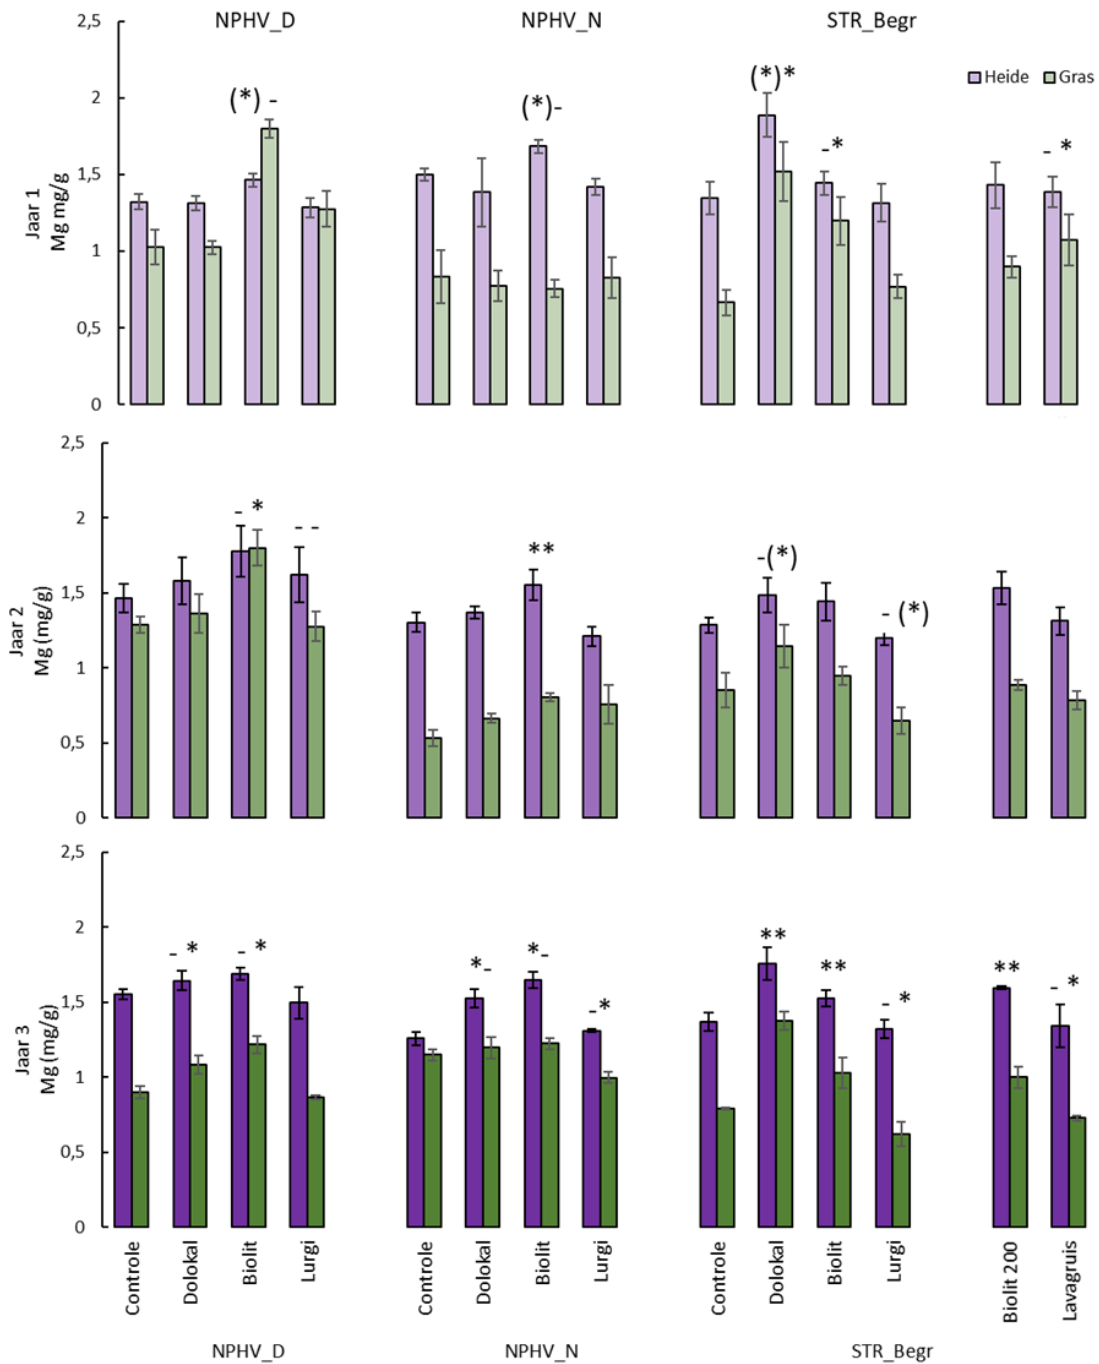 NPHV_D NPHV_N STR_Begr
Heide Gras
Jaar 1
Mg mg/g
2,5
2
1,5
1
0,5
0
(*) -
(*)-
(*)*
-*
- *
Jaar 2
Mg (mg/g)
2,5
2
1,5
1
0,5
0
- *
- -
**
-(*)
- (*)
Jaar 3
Mg (mg/g)
2,5
2
1,5
1
0,5
0
- *
- *
*-
*-
-*
**
**
- *
**
- *
Controle
Dolokal
Biolit
Lurgi
Controle
Dolokal
Biolit
Lurgi
Controle
Dolokal
Biolit
Lurgi
Biolit 200
Lavagruis
NPHV_D NPHV_N STR_Begr